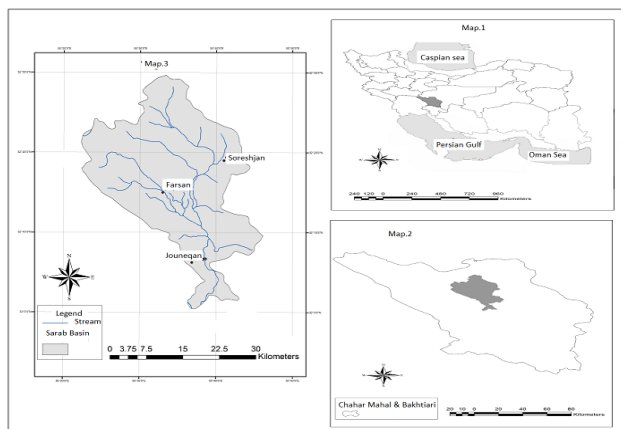 Map.3
Soreshjan
Farsan
Jouneqan
N
W E
S
Legend
Stream
Sarab Basin
0 3.75 7.5 15 22.5 30
Kilometers
Map.1
Caspian sea
Persian Gulf
Oman Sea
240 120 0 240 480 720 960
Kilometers
Map.2
Chahar Mahal & Bakhtiari
20 10 0 20 40 60 80
Kilometers